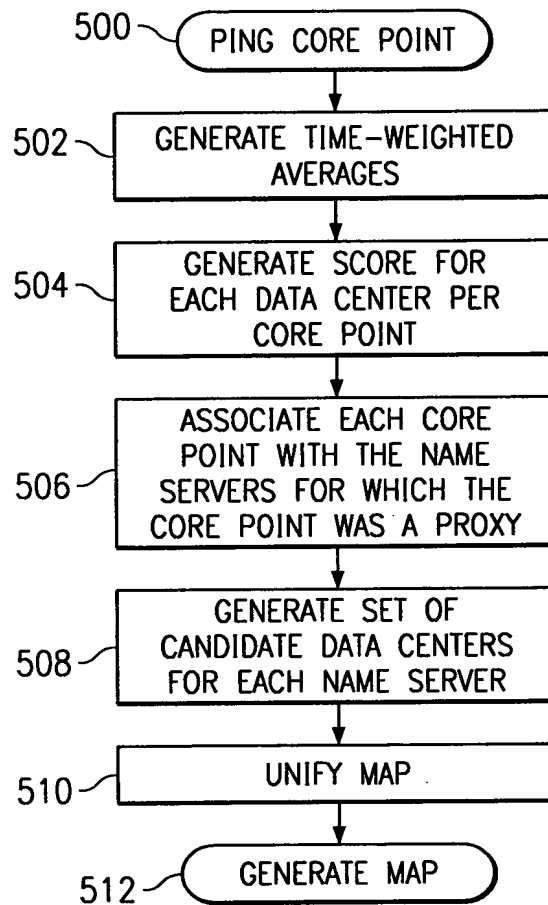 500
PING CORE POINT
502
GENERATE TIME-WEIGHTED
AVERAGES
504
GENERATE SCORE FOR
EACH DATA CENTER PER
CORE POINT
506
ASSOCIATE EACH CORE
POINT WITH THE NAME
SERVERS FOR WHICH THE
CORE POINT WAS A PROXY
508
GENERATE SET OF
CANDIDATE DATA CENTERS
FOR EACH NAME SERVER
510
UNIFY MAP
512
GENERATE MAP